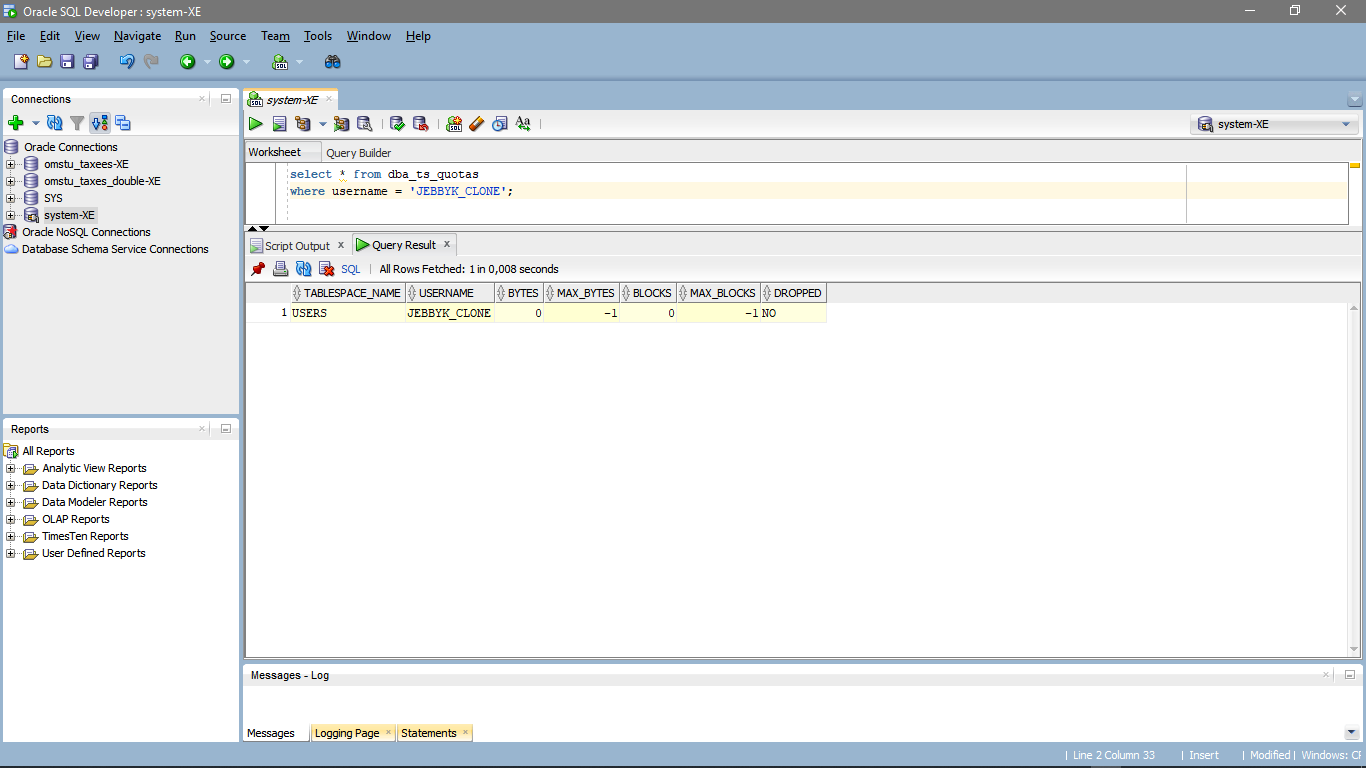 Oracle SQL Developer : system-XE
File Edit View Navigate Run Source Team Tools Window Help
Connections
Oracle Connections
omstu_taxees-XE
omstu_taxes_double-XE
SYS
system-XE
Oracle NoSQL Connections
Database Schema Service Connections
Reports
All Reports
Analytic View Reports
Data Dictionary Reports
Data Modeler Reports
OLAP Reports
TimesTen Reports
User Defined Reports
system-XE
system-XE
Worksheet Query Builder
select * from dba_ts_quotas
where username = 'JEBBYK_CLONE';
Script Output x Query Result x
SQL | All Rows Fetched: 1 in 0,008 seconds
TABLESPACE_NAME USERNAME BYTES MAX_BYTES BLOCKS MAX_BLOCKS DROPPED
1 USERS JEBBYK_CLONE 0 -1 0 -1 NO
Messages - Log
Messages Logging Page Statements
| Line 2 Column 33 | Insert | Modified | Windows: CR